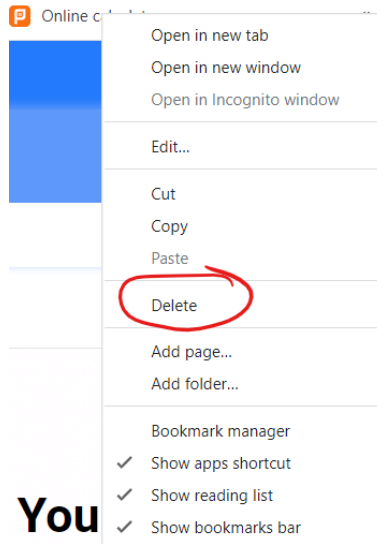 Online
Open in new tab
Open in new window
Open in Incognito window
Edit...
Cut
Copy
Paste
Delete
Add page...
Add folder...
Bookmark manager
Show apps shortcut
Show reading list
Show bookmarks bar
You